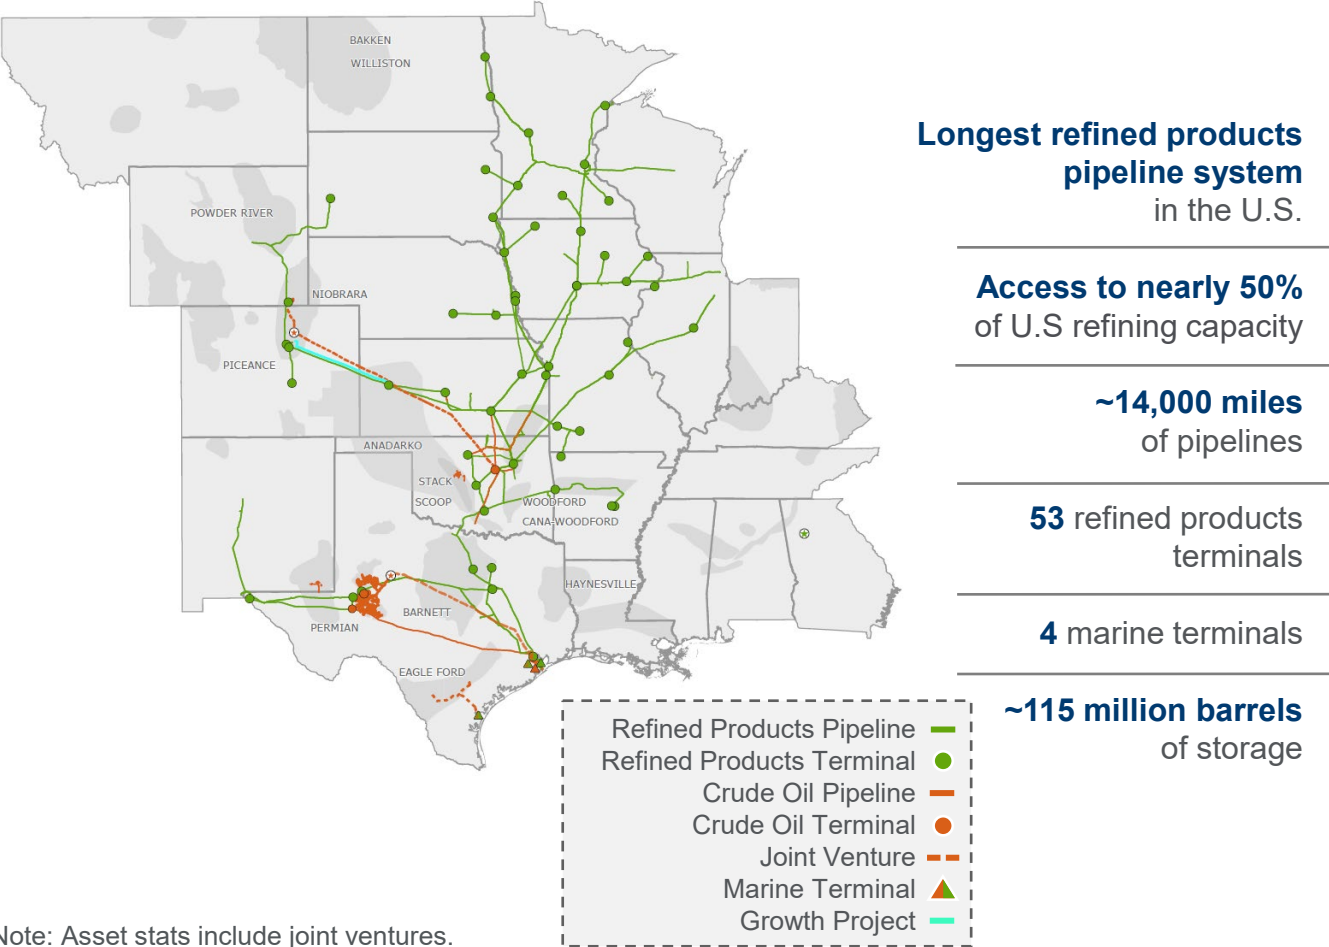 BAKKEN
WILLISTON
POWDER RIVER
NIOBRARA
PICEANCE
ANADARKO
STACK
SCOOP
WOODFORD
CANA-WOODFORD
HAYNESVILLE
BARNETT
PERMIAN
EAGLE FORD
Longest refined products
pipeline system
in the U.S.
Access to nearly 50%
of U.S refining capacity
~14,000 miles
of pipelines
53 refined products
terminals
4 marine terminals
~115 million barrels
of storage
Refined Products Pipeline
Refined Products Terminal
Crude Oil Pipeline
Crude Oil Terminal
Joint Venture
Marine Terminal
Growth Project
Note: Asset stats include joint ventures.